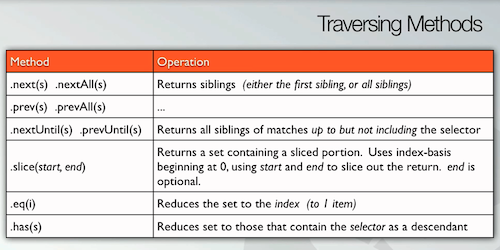 Traversing Methods
Method Operation
.next(s) .nextAll(s) Returns siblings (either the first sibling, or all siblings)
.prev(s) .prevAll(s) ...
.nextUntil(s) .prevUntil(s) Returns all siblings of matches up to but not including the selector
.slice(start, end) Returns a set containing a sliced portion. Uses index-basis
beginning at 0, using start and end to slice out the return. end is
optional.
.eq(i) Reduces the set to the index (to 1 item)
.has(s) Reduces set to those that contain the selector as a descendant